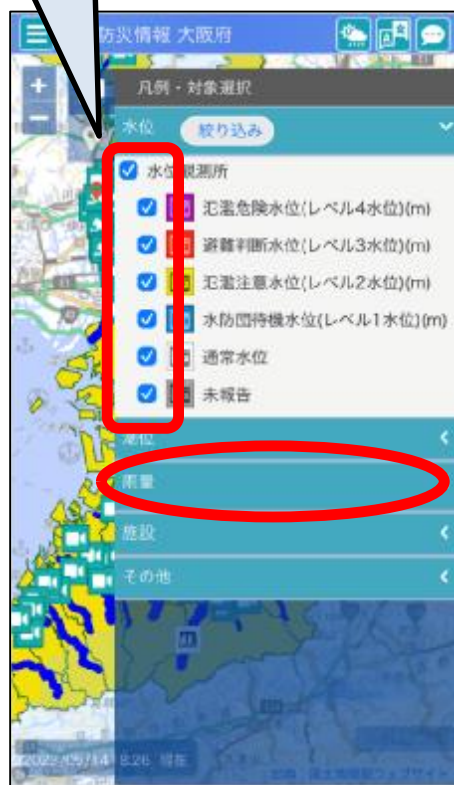 防災情報 大阪府
凡例・対象選択
水位 絞り込み
水位観測所
氾濫危険水位(レベル4水位)(m)
避難判断水位(レベル3水位)(m)
氾濫注意水位(レベル2水位)(m)
水防団待機水位(レベル1水位)(m)
通常水位
未報告
潮位
雨量
施設
その他